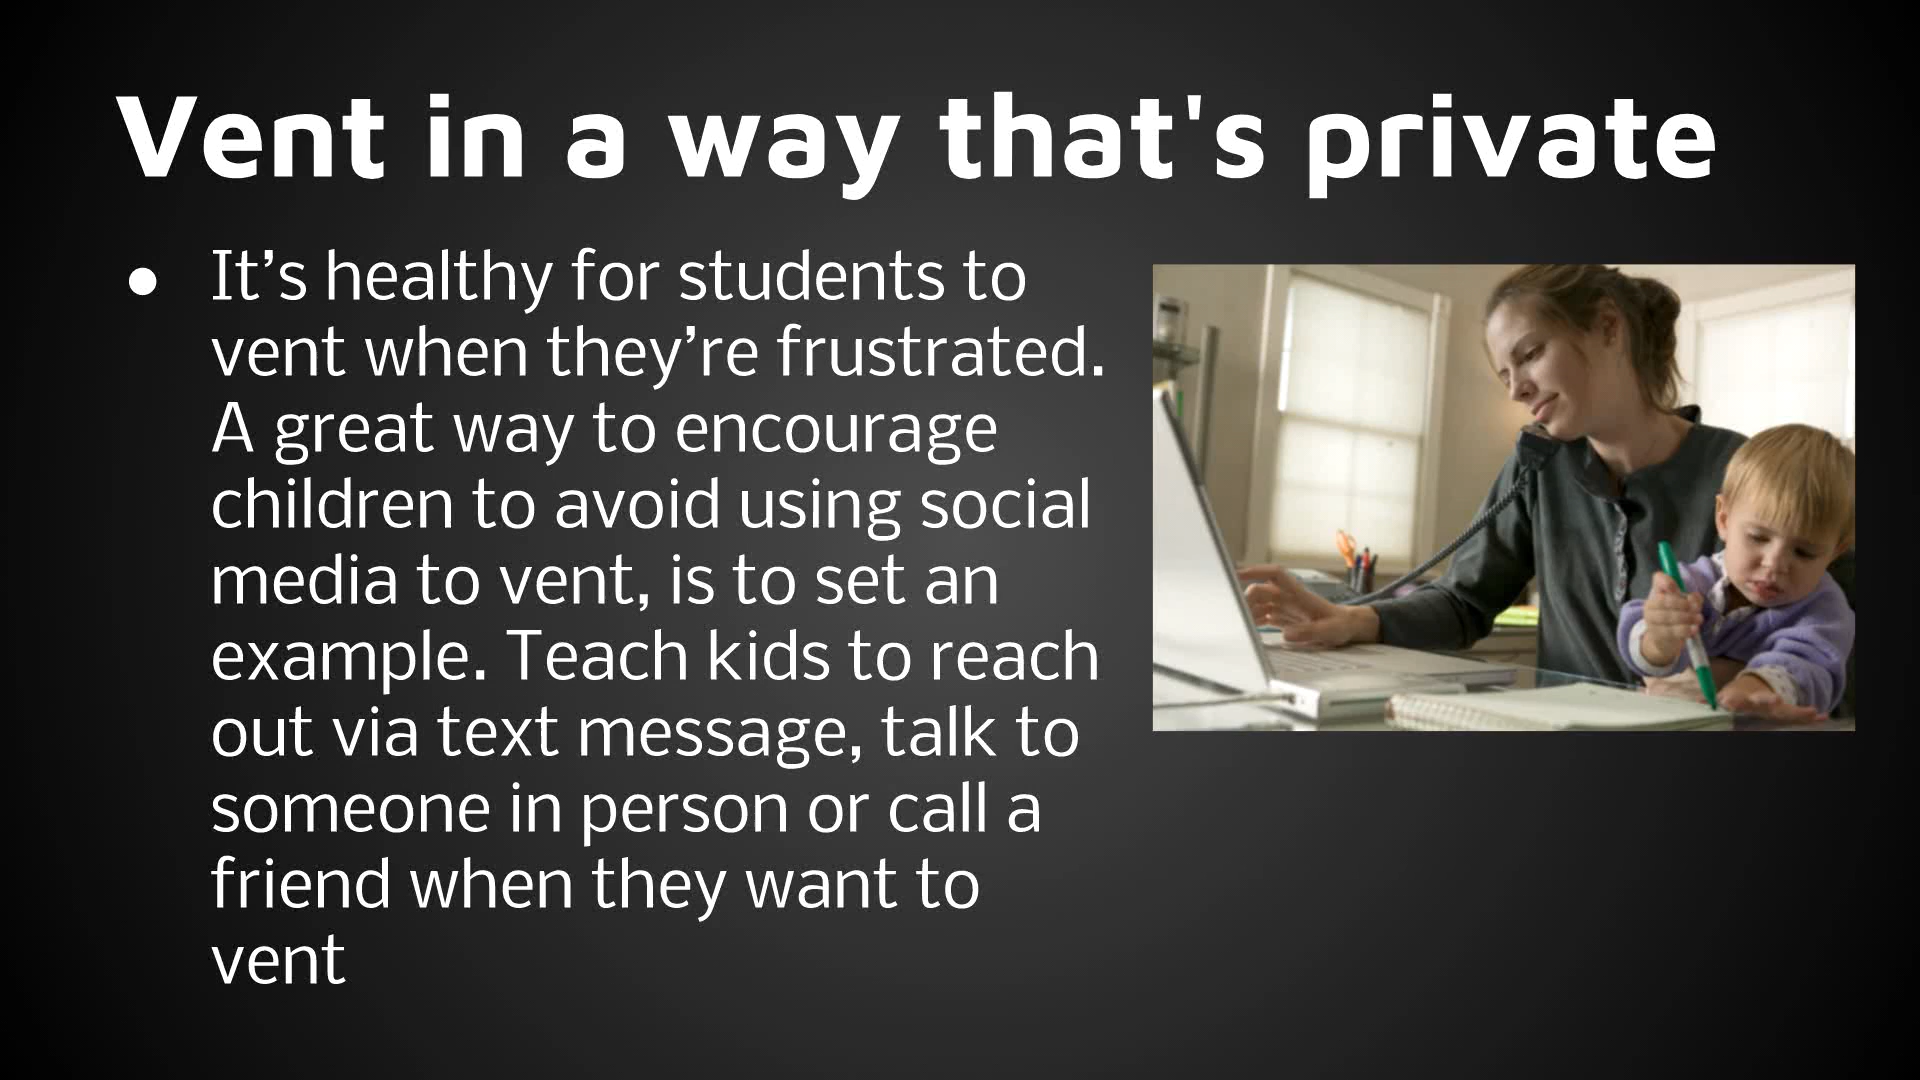 Vent in a way that's private
● It’s healthy for students to
vent when they’re frustrated.
A great way to encourage
children to avoid using social
media to vent, is to set an
example. Teach kids to reach
out via text message, talk to
someone in person or call a
friend when they want to
vent